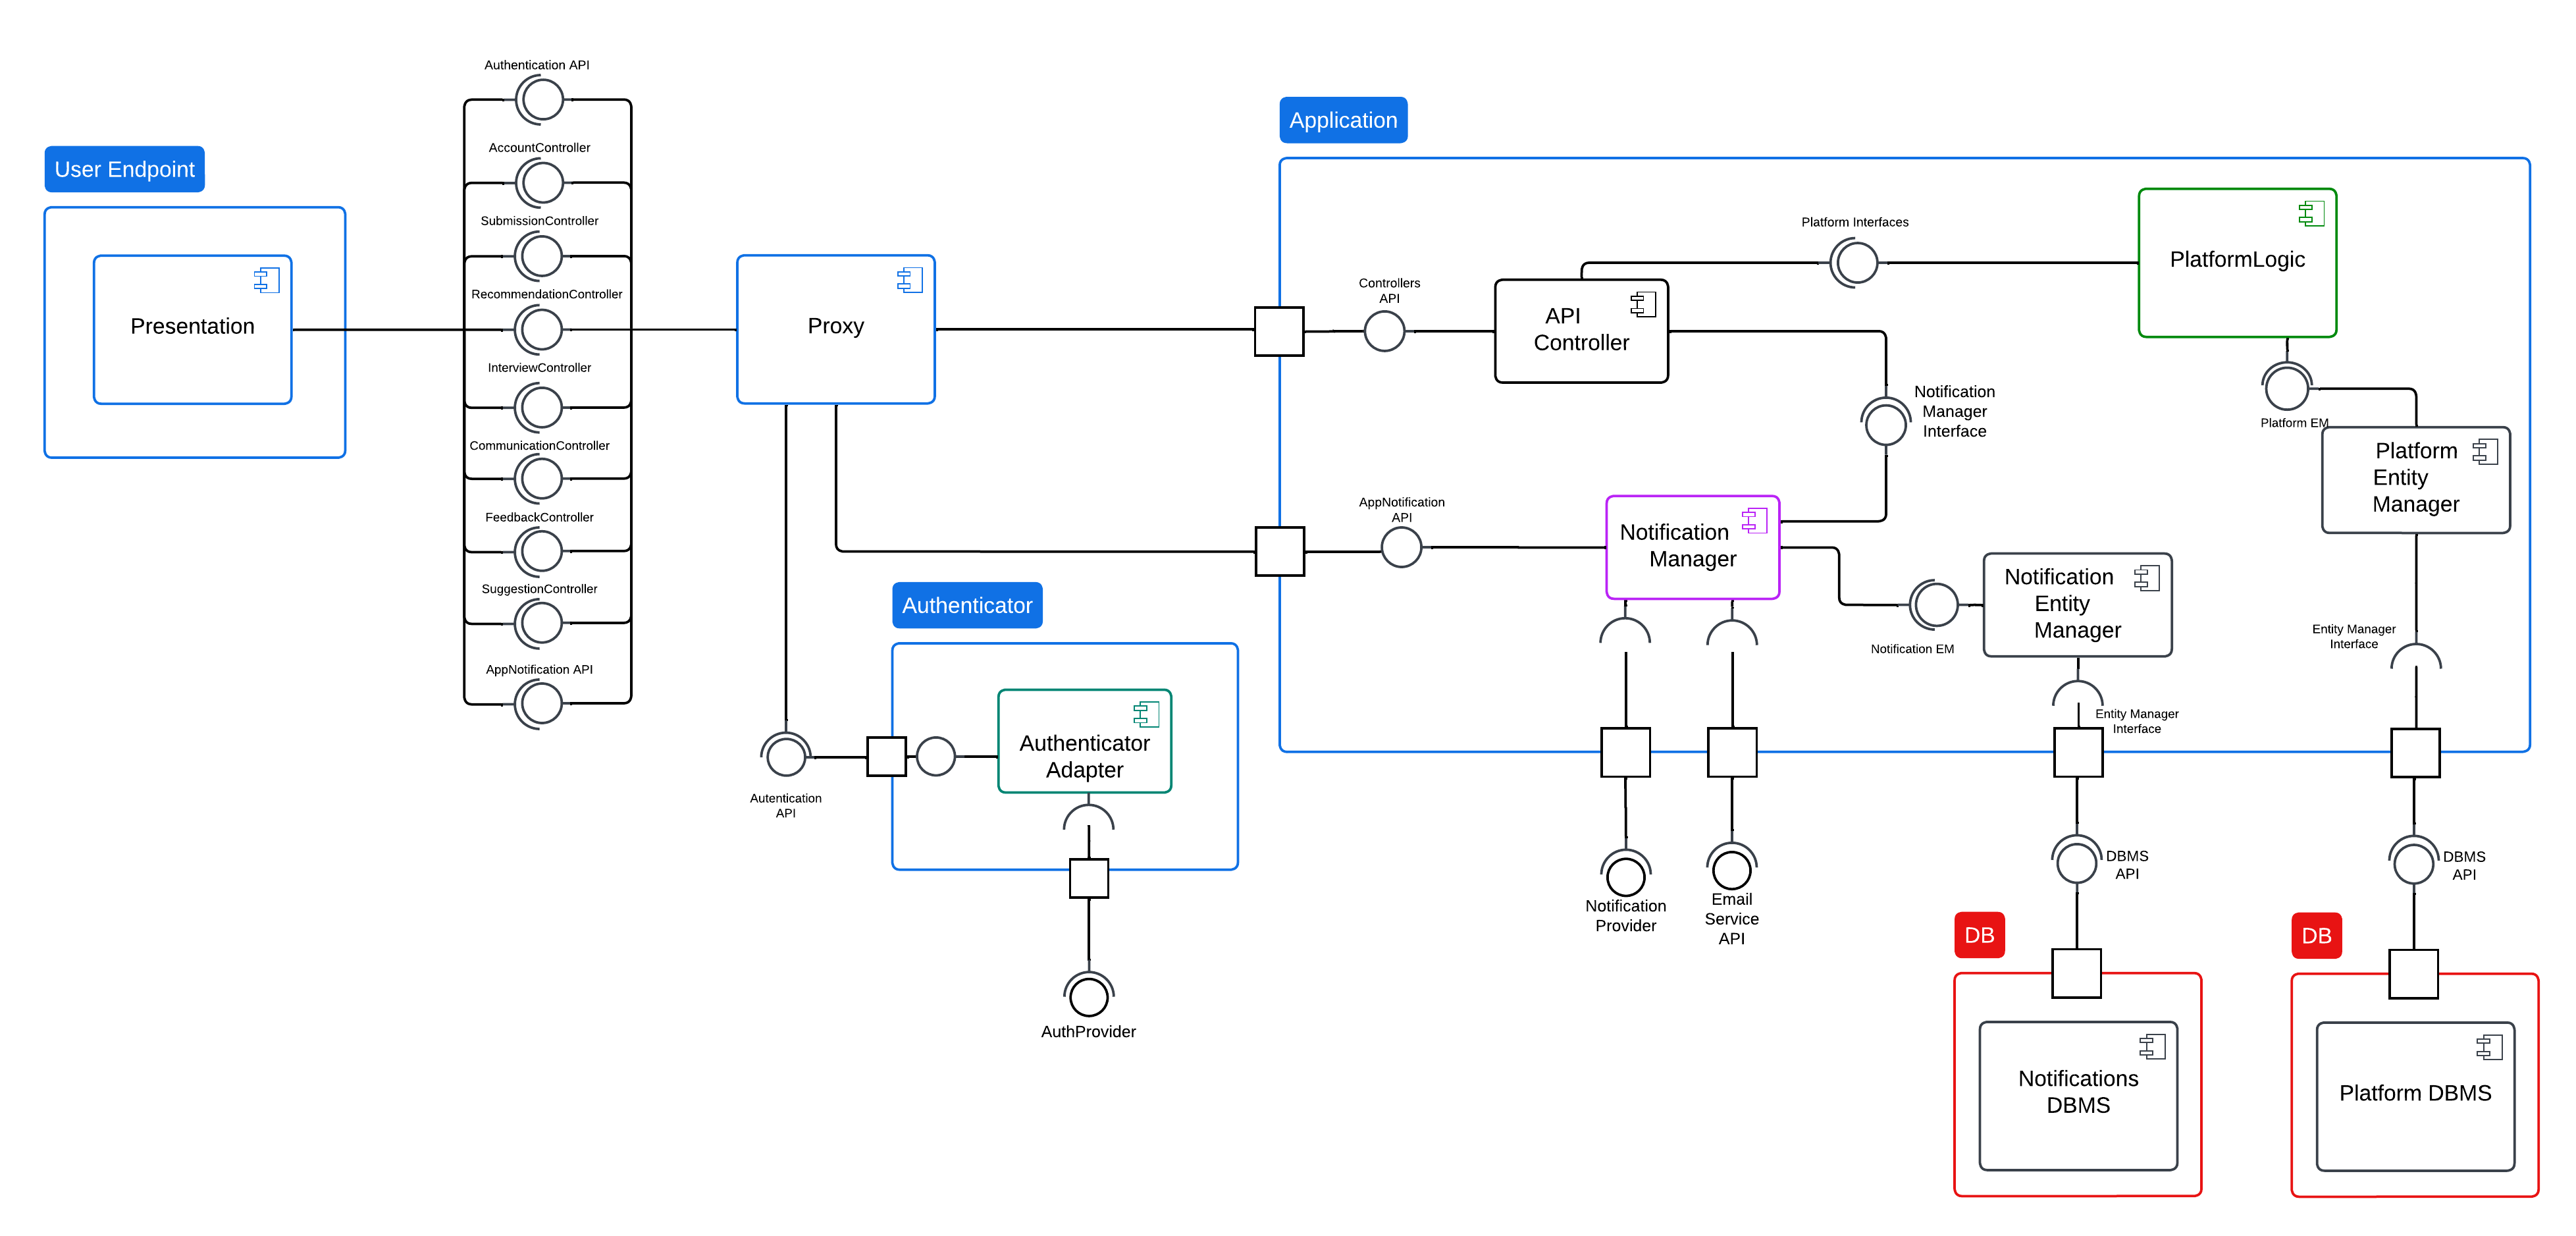 Authentication API
AccountController
SubmissionController
RecommendationController
InterviewController
CommunicationController
FeedbackController
SuggestionController
AppNotification API
User Endpoint
Presentation
Proxy
Autentication
API
Authenticator
Authenticator
Adapter
AuthProvider
Application
Controllers
API
API
Controller
Platform Interfaces
PlatformLogic
Notification
Manager
Interface
Platform EM
Platform
Entity
Manager
AppNotification
API
Notification
Manager
Notification EM
Notification
Entity
Manager
Entity Manager
Interface
Entity Manager
Interface
Notification
Provider
Email
Service
API
DBMS
API
DBMS
API
DB
Notifications
DBMS
DB
Platform DBMS